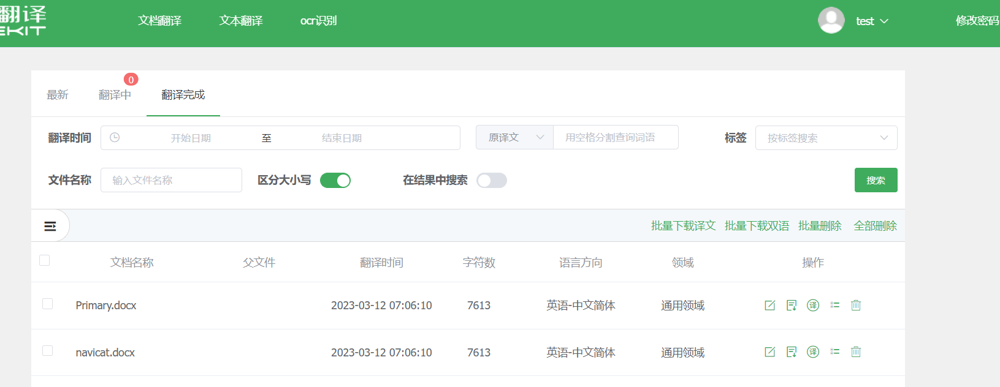 翻译
EKIT
文档翻译 文本翻译 ocr识别 test 修改密码
最新 翻译中 0 翻译完成
翻译时间 开始日期 至 结束日期 原译文 用空格分割查询词语 标签 按标签搜索
文件名称 输入文件名称 区分大小写 在结果中搜索 搜索
批量下载译文 批量下载双语 批量删除 全部删除
文档名称 父文件 翻译时间 字符数 语言方向 领域 操作
Primary.docx 2023-03-12 07:06:10 7613 英语-中文简体 通用领域 译
navicat.docx 2023-03-12 07:06:10 7613 英语-中文简体 通用领域 译